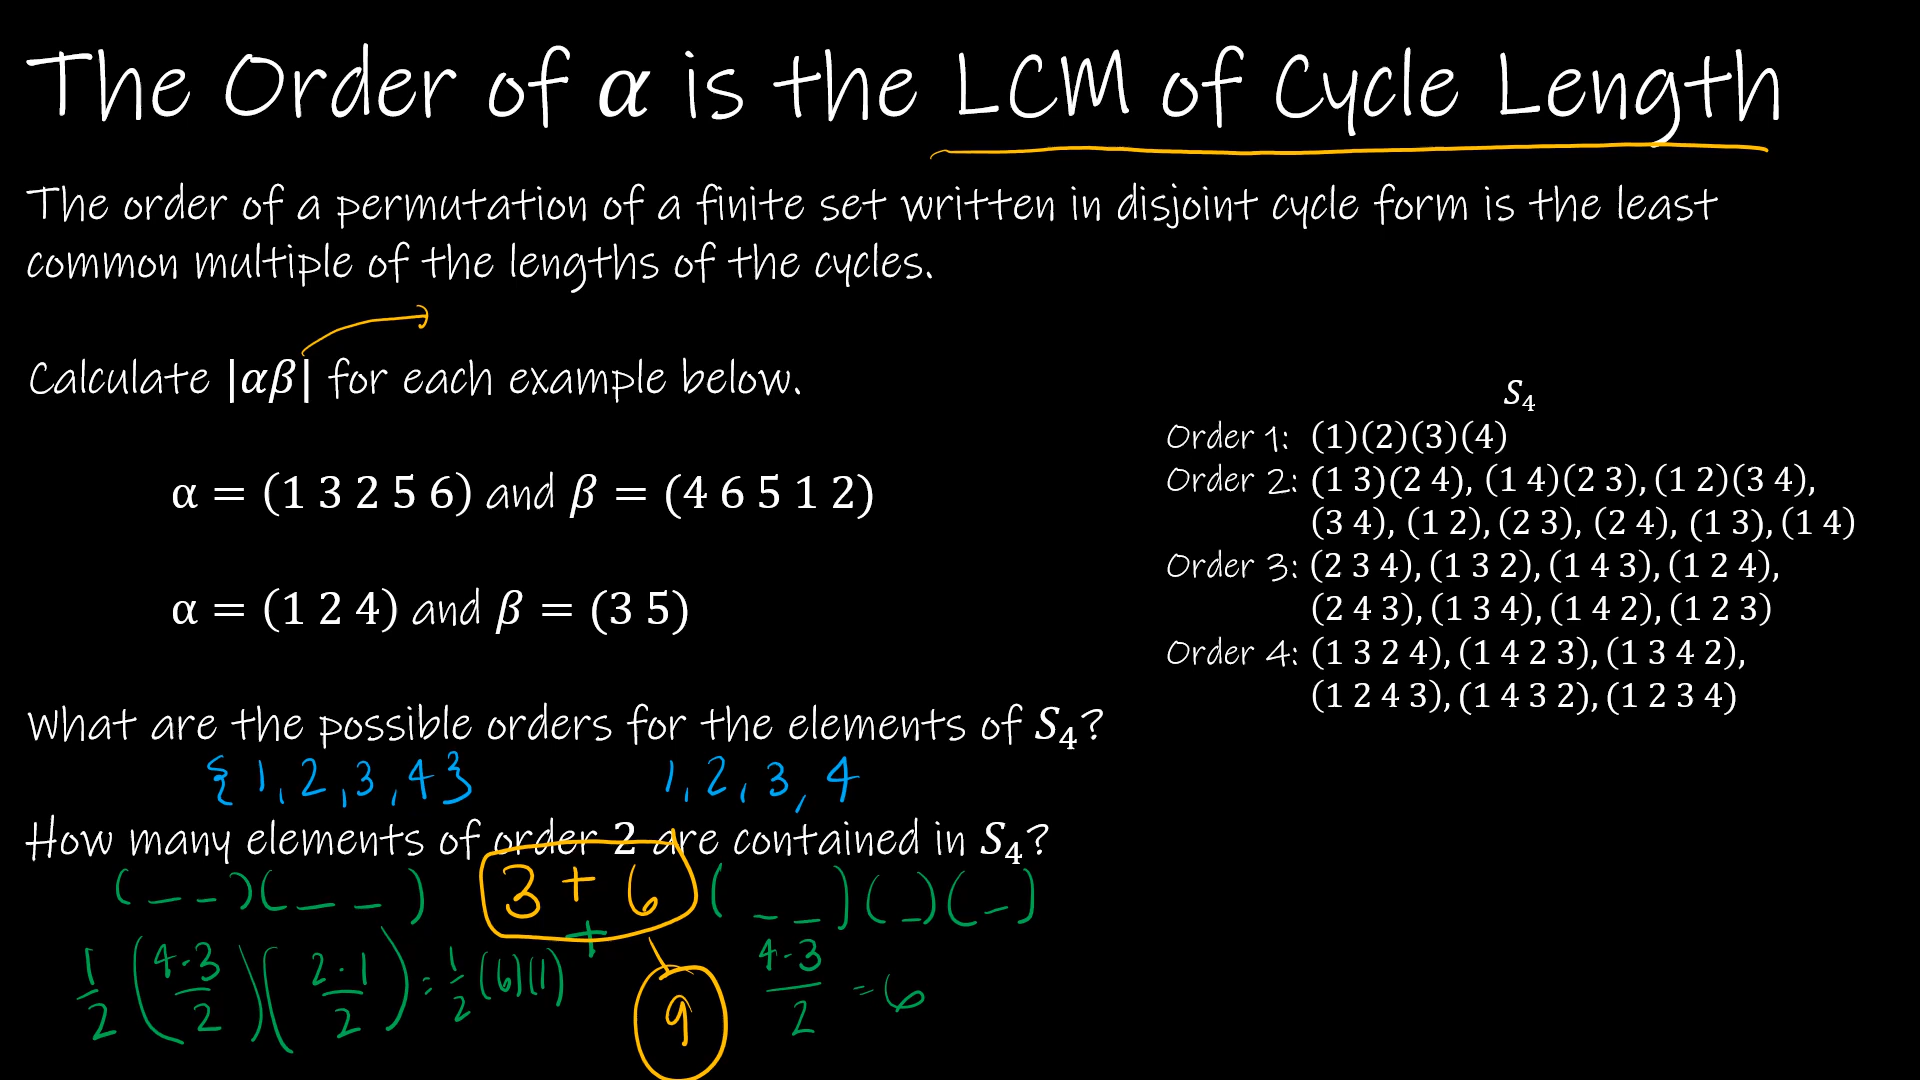 The Order of α is the LCM of Cycle Length
The order of a permutation of a finite set written in disjoint cycle form is the least
common multiple of the lengths of the cycles.
Calculate |αβ| for each example below.
α = (1 3 2 5 6) and β = (4 6 5 1 2)
α = (1 2 4) and β = (3 5)
What are the possible orders for the elements of S₄?
{1, 2, 3, 4} 1, 2, 3, 4
How many elements of order 2 are contained in S₄?
(_ _)(_ _) 3 + 6 (_ _)(_)(_)
1/2 (4·3/2)(2·1/2) = 1/2 (6)(1) + 4·3/2 = 6
9
S₄
Order 1: (1)(2)(3)(4)
Order 2: (1 3)(2 4), (1 4)(2 3), (1 2)(3 4),
(3 4), (1 2), (2 3), (2 4), (1 3), (1 4)
Order 3: (2 3 4), (1 3 2), (1 4 3), (1 2 4),
(2 4 3), (1 3 4), (1 4 2), (1 2 3)
Order 4: (1 3 2 4), (1 4 2 3), (1 3 4 2),
(1 2 4 3), (1 4 3 2), (1 2 3 4)